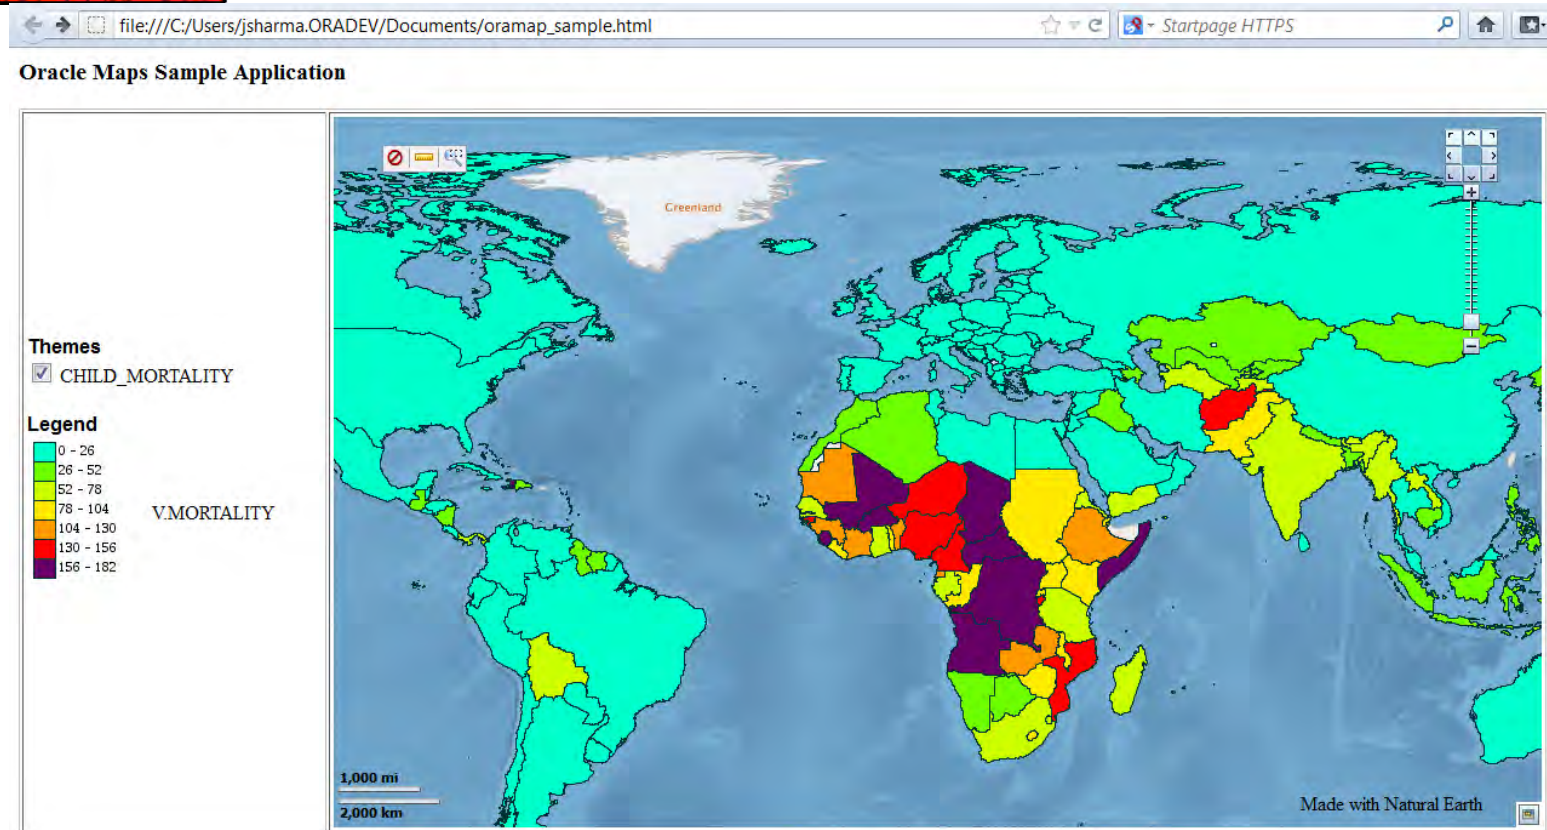 file:///C:/Users/jsharma.ORADEV/Documents/oramap_sample.html
Startpage HTTPS
Oracle Maps Sample Application
Greenland
Themes
CHILD_MORTALITY
Legend
0 - 26
26 - 52
52 - 78
78 - 104
104 - 130
130 - 156
156 - 182
V.MORTALITY
1,000 mi
2,000 km
Made with Natural Earth